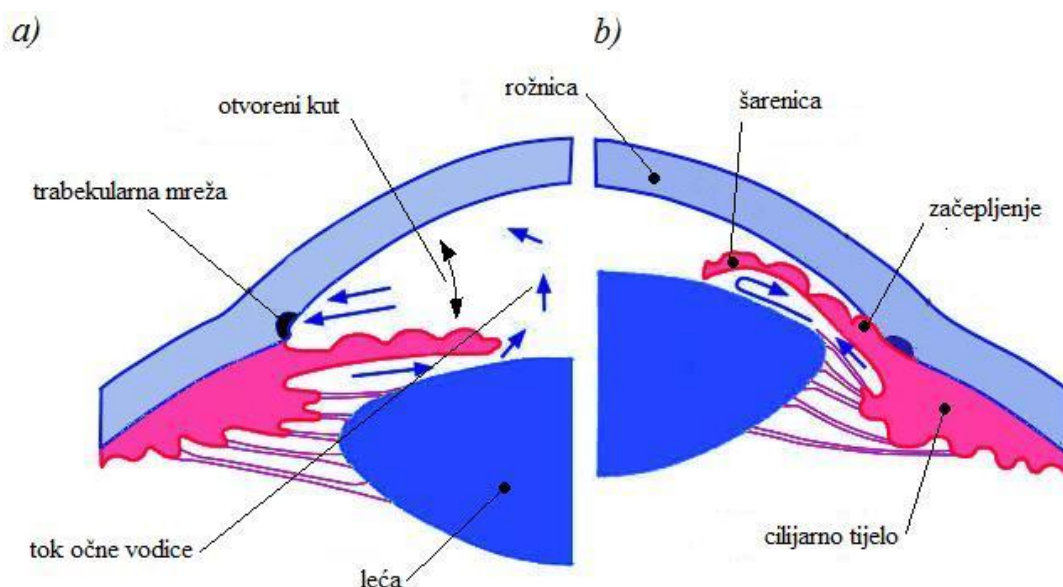 a)
b)
rožnica
šarenica
otvoreni kut
trabekularna mreža
začepljenje
tok očne vodice
leća
cilijarno tijelo